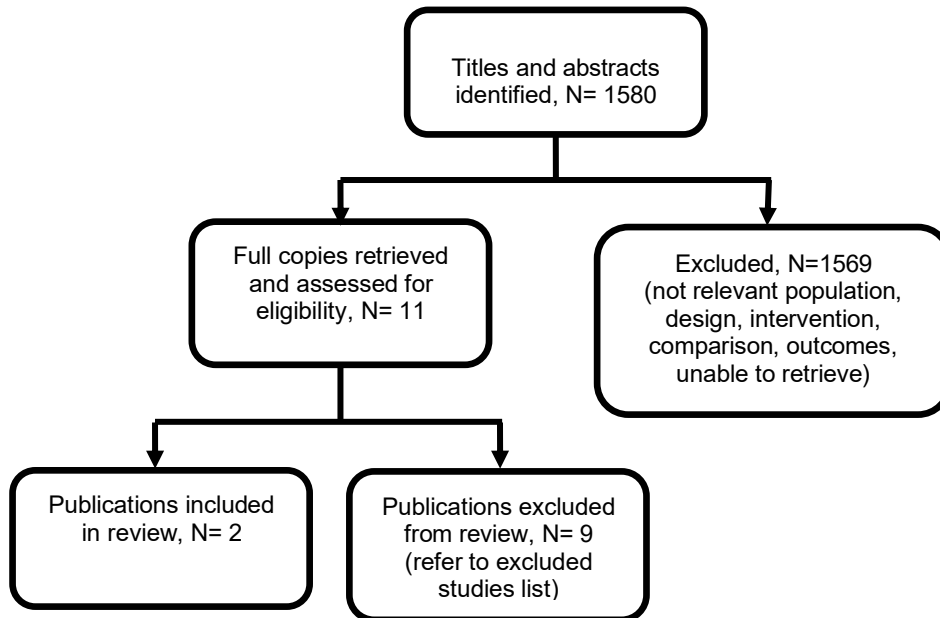 Titles and abstracts
identified, N= 1580
Full copies retrieved
and assessed for
eligibility, N= 11
Excluded, N=1569
(not relevant population,
design, intervention,
comparison, outcomes,
unable to retrieve)
Publications included
in review, N= 2
Publications excluded
from review, N= 9
(refer to excluded
studies list)